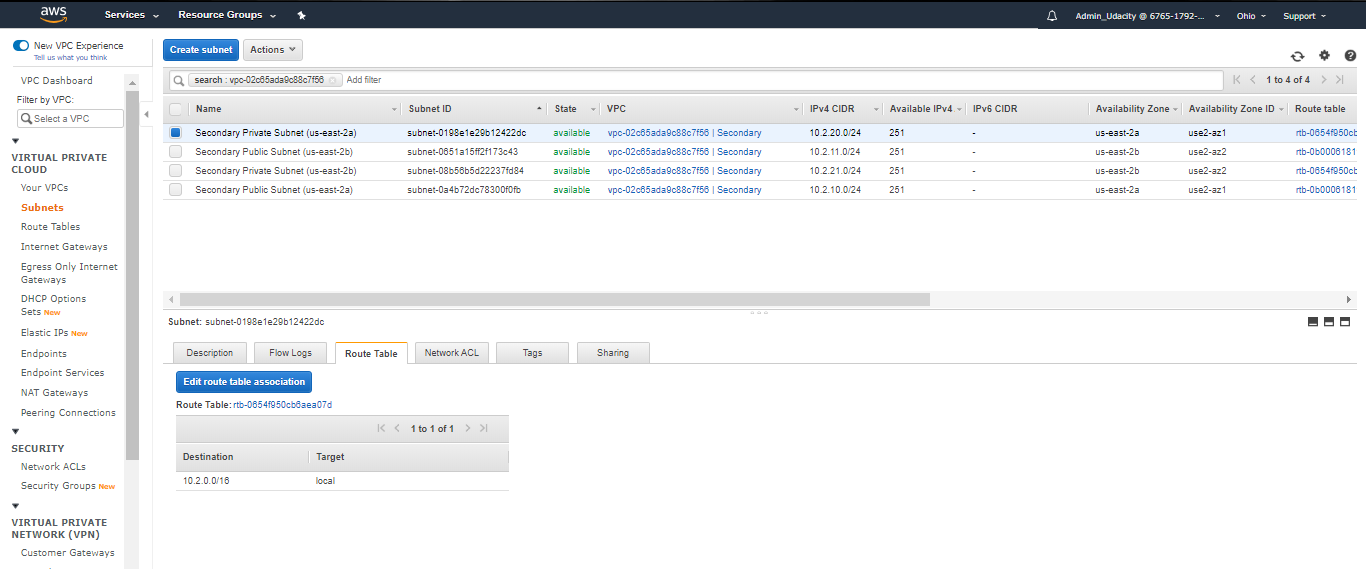 aws Services Resource Groups Admin_Udacity @ 6765-1792-... Ohio Support
New VPC Experience
Tell us what you think
VPC Dashboard
Filter by VPC:
Select a VPC
VIRTUAL PRIVATE
CLOUD
Your VPCs
Subnets
Route Tables
Internet Gateways
Egress Only Internet
Gateways
DHCP Options
Sets New
Elastic IPs New
Endpoints
Endpoint Services
NAT Gateways
Peering Connections
SECURITY
Network ACLs
Security Groups New
VIRTUAL PRIVATE
NETWORK (VPN)
Customer Gateways
Create subnet Actions
search : vpc-02c65ada9c88c7f56 Add filter 1 to 4 of 4
Name Subnet ID State VPC IPv4 CIDR Available IPv4 IPv6 CIDR Availability Zone Availability Zone ID Route table
Secondary Private Subnet (us-east-2a) subnet-0198e1e29b12422dc available vpc-02c65ada9c88c7f56 | Secondary 10.2.20.0/24 251 - us-east-2a use2-az1 rtb-0654f950cb
Secondary Public Subnet (us-east-2b) subnet-0651a15ff2f173c43 available vpc-02c65ada9c88c7f56 | Secondary 10.2.11.0/24 251 - us-east-2b use2-az2 rtb-0b0006181
Secondary Private Subnet (us-east-2b) subnet-08b56b5d22237fd84 available vpc-02c65ada9c88c7f56 | Secondary 10.2.21.0/24 251 - us-east-2b use2-az2 rtb-0654f950cb
Secondary Public Subnet (us-east-2a) subnet-0a4b72dc78300f0fb available vpc-02c65ada9c88c7f56 | Secondary 10.2.10.0/24 251 - us-east-2a use2-az1 rtb-0b0006181
Subnet: subnet-0198e1e29b12422dc
Description Flow Logs Route Table Network ACL Tags Sharing
Edit route table association
Route Table: rtb-0654f950cb6aea07d
1 to 1 of 1
Destination Target
10.2.0.0/16 local